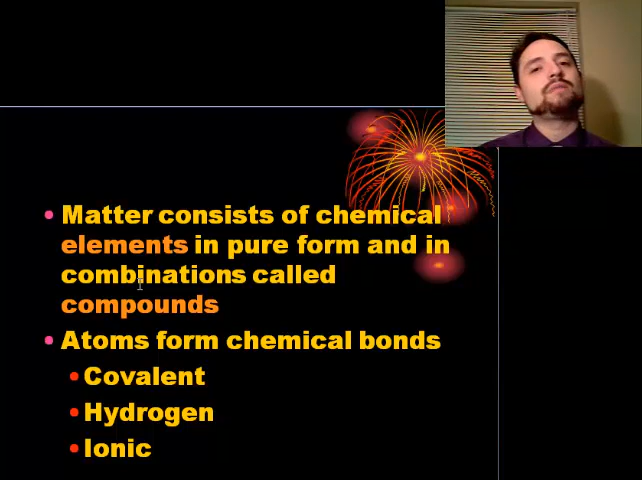 • Matter consists of chemical
elements in pure form and in
combinations called
compounds
• Atoms form chemical bonds
• Covalent
• Hydrogen
• Ionic